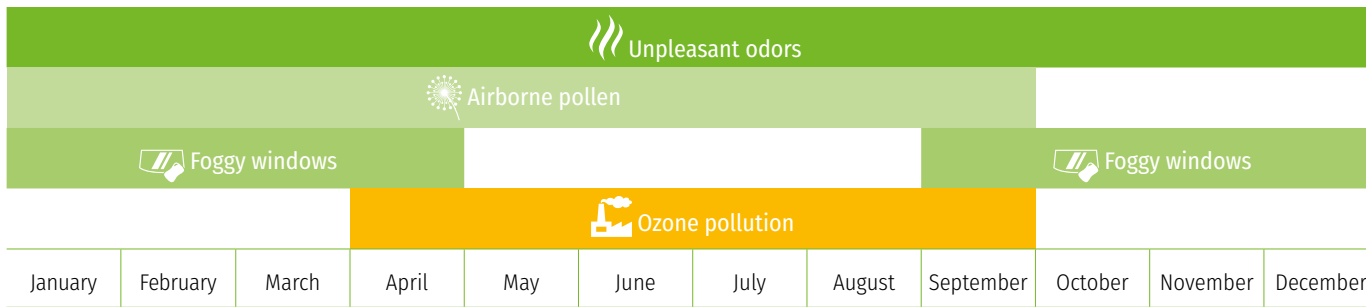 Unpleasant odors
Airborne pollen
Foggy windows Foggy windows
Ozone pollution
January February March April May June July August September October November December